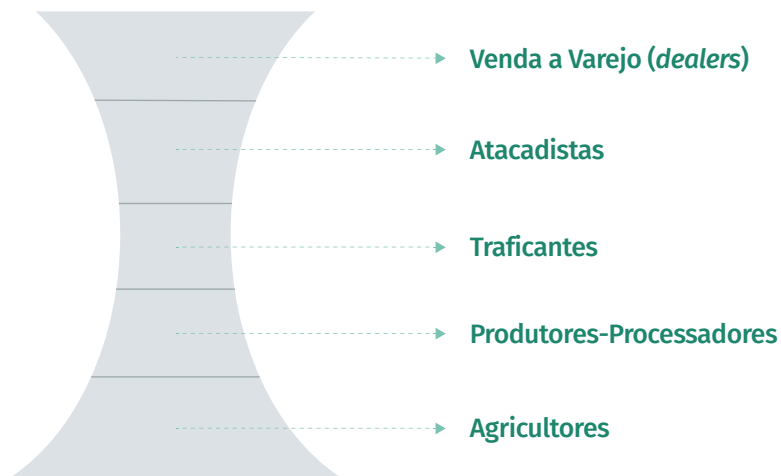 Venda a Varejo (dealers)
Atacadistas
Traficantes
Produtores-Processadores
Agricultores